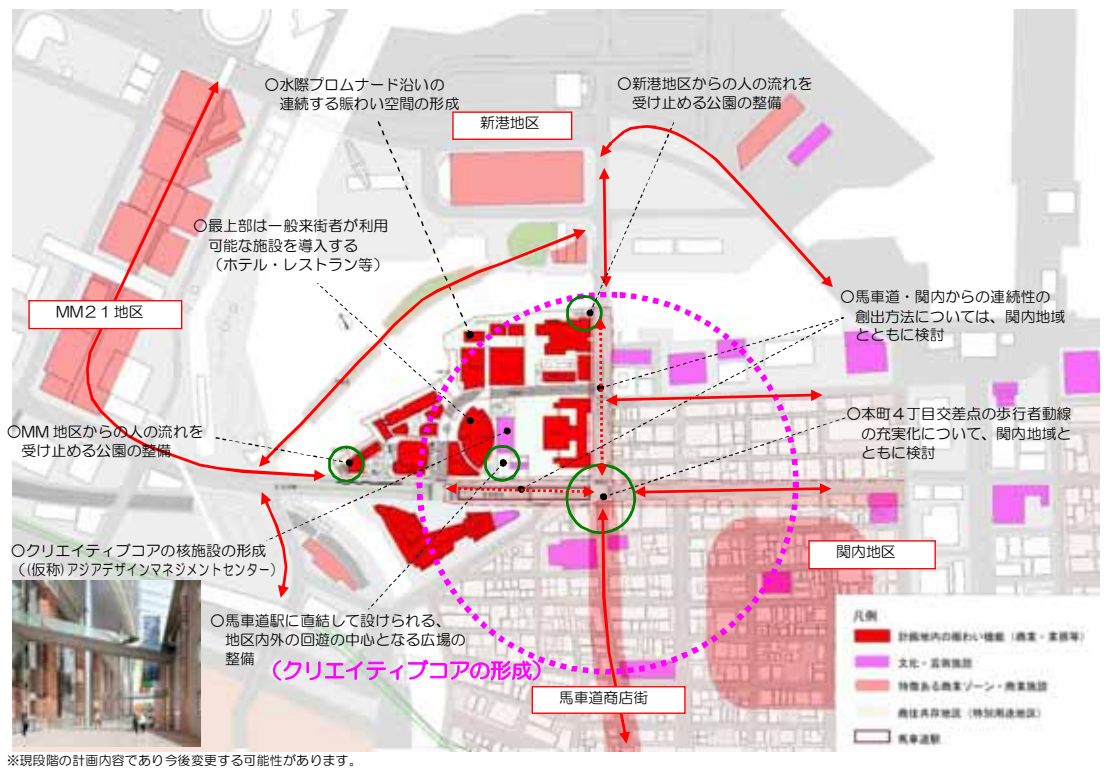 ○水際プロムナード沿いの
連続する賑わい空間の形成
○新港地区からの人の流れを
受け止める公園の整備
新港地区
○最上部は一般来街者が利用
可能な施設を導入する
（ホテル・レストラン等）
MM21地区
○馬車道・関内からの連続性の
創出方法については、関内地域
とともに検討
○MM地区からの人の流れを
受け止める公園の整備
○本町４丁目交差点の歩行者動線
の充実化について、関内地域と
ともに検討
○クリエイティブコアの核施設の形成
((仮称)アジアデザインマネジメントセンター)
関内地区
○馬車道駅に直結して設けられる、
地区内外の回遊の中心となる広場の
整備
（クリエイティブコアの形成）
馬車道商店街
凡例
計画地内の賑わい機能（商業・業務等）
文化・芸術施設
特徴ある商業ゾーン・商業施設
商住共存地区（特別用途地区）
馬車道駅
※現段階の計画内容であり今後変更する可能性があります。